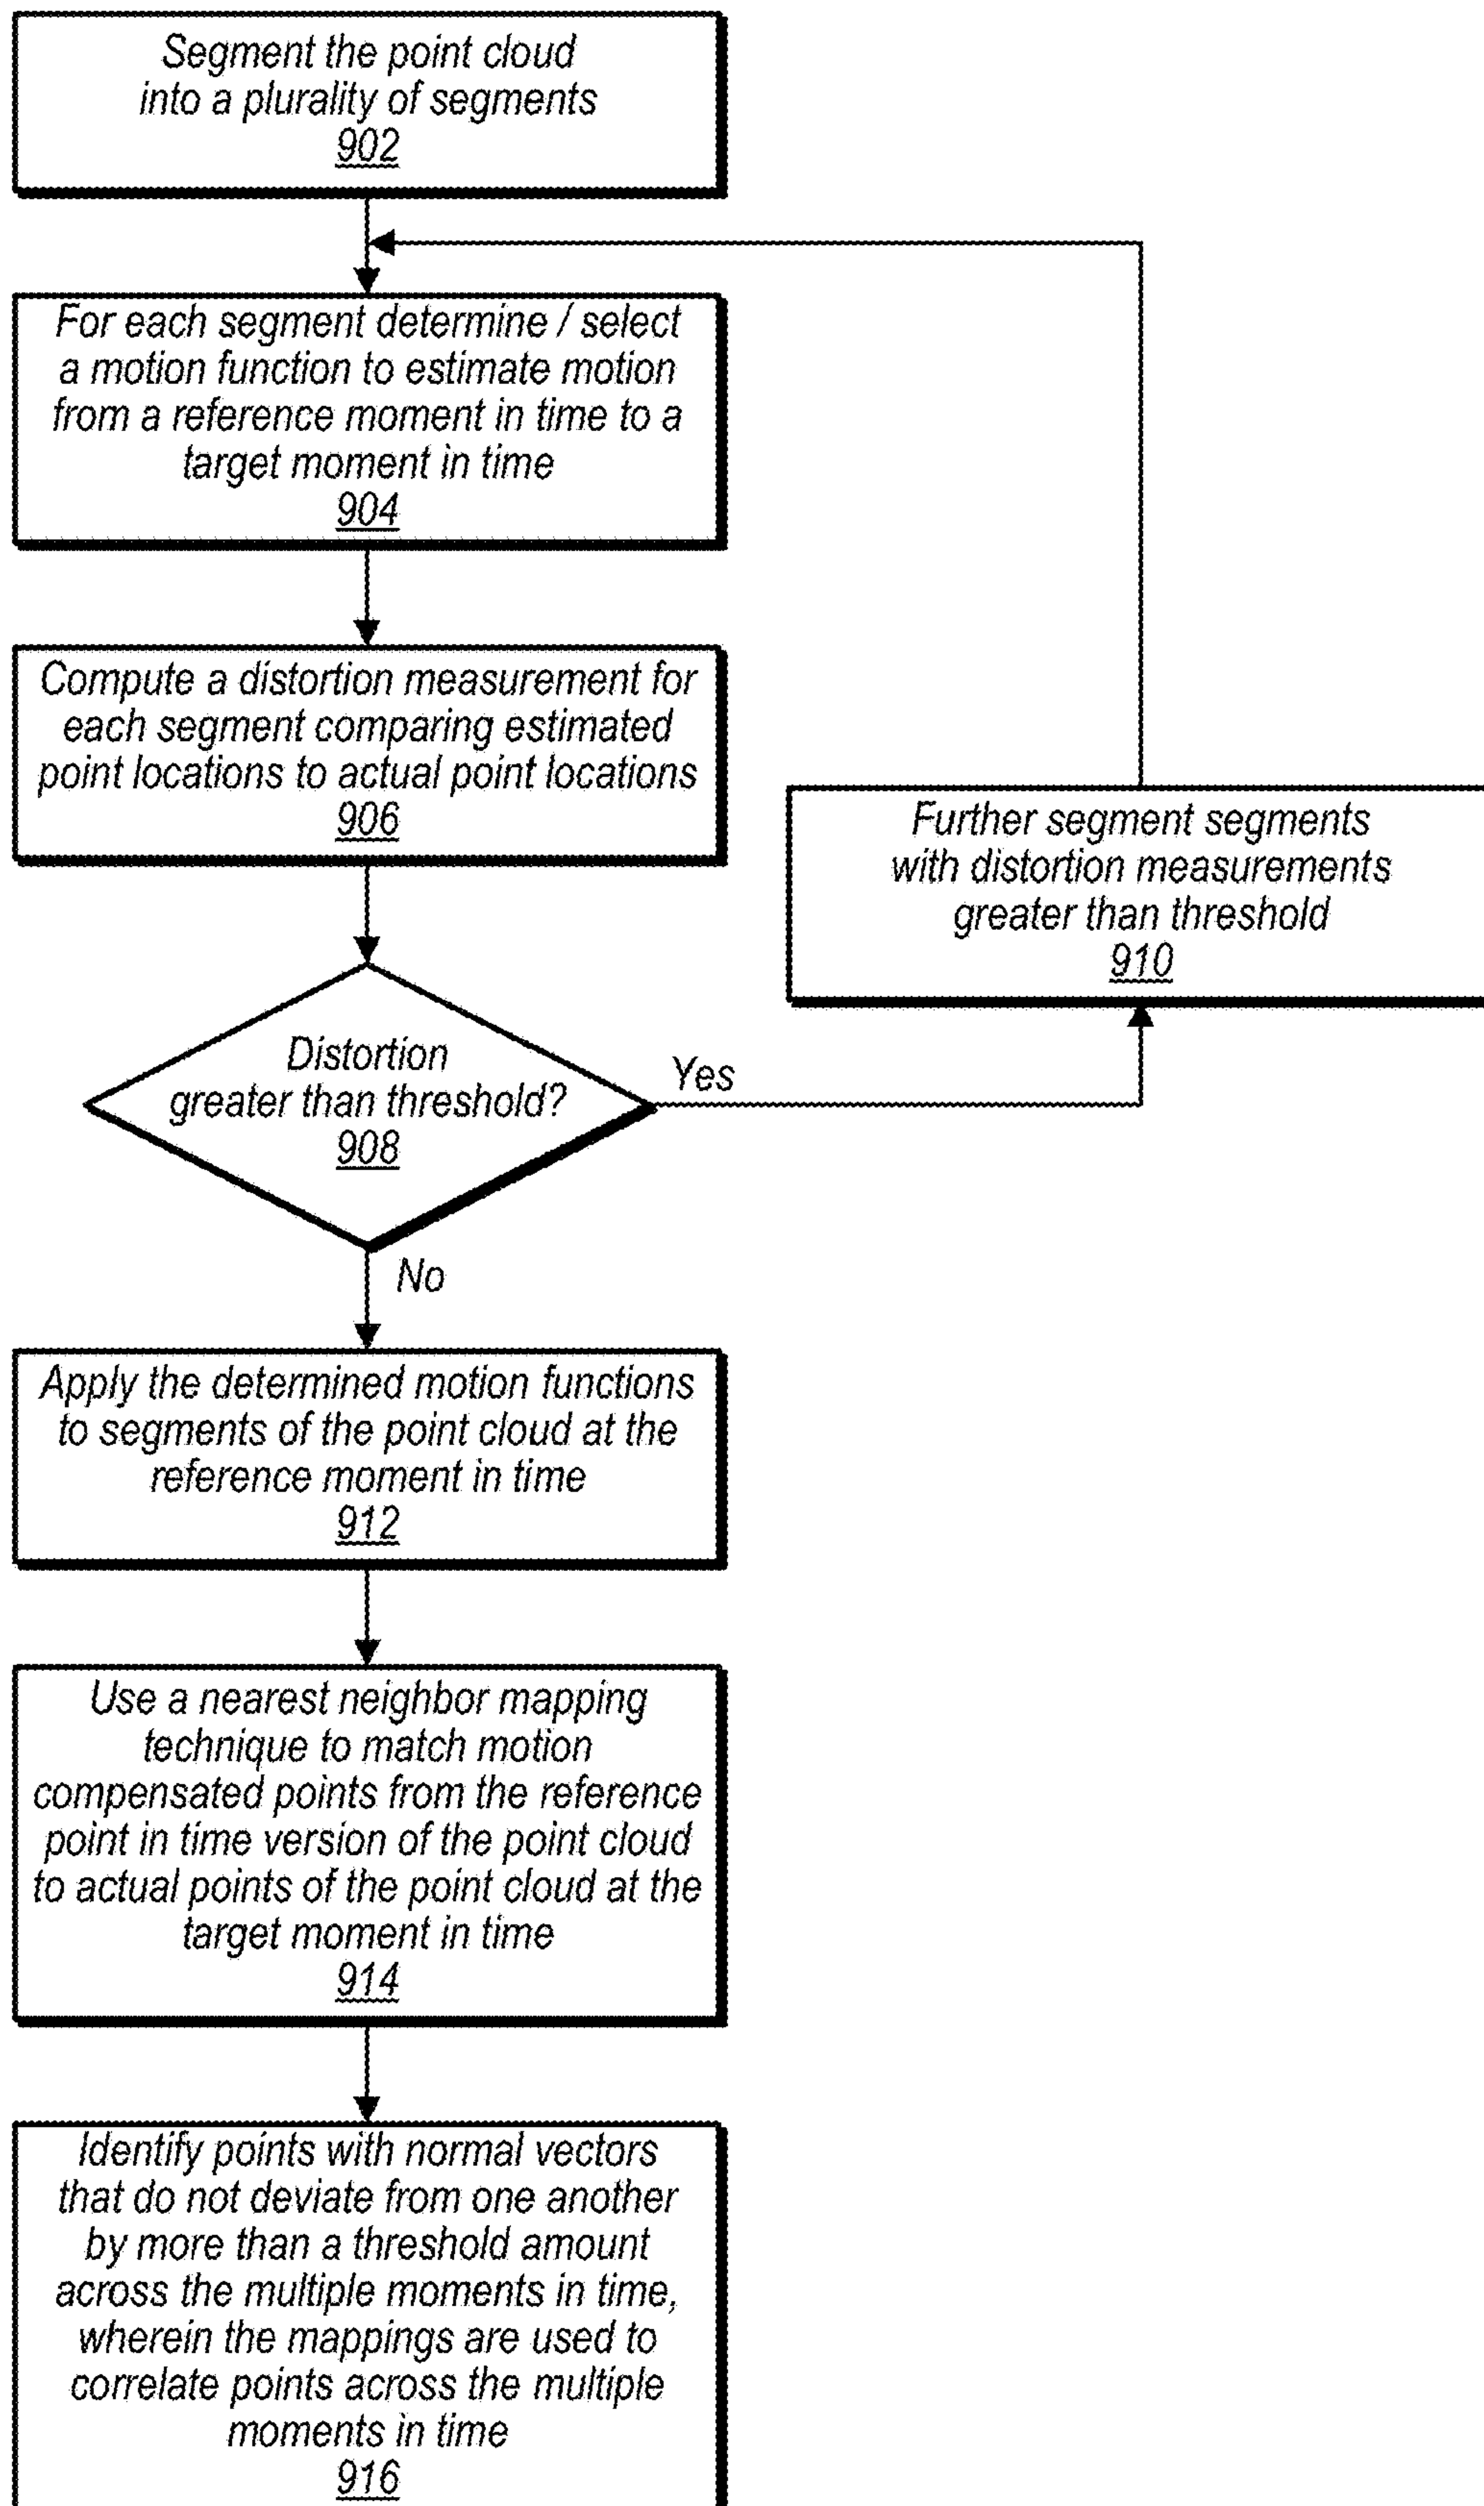 Segment the point cloud
into a plurality of segments
902
For each segment determine / select
a motion function to estimate motion
from a reference moment in time to a
target moment in time
904
Compute a distortion measurement for
each segment comparing estimated
point locations to actual point locations
906
Further segment segments
with distortion measurements
greater than threshold
910
Distortion
greater than threshold?
908
Yes
No
Apply the determined motion functions
to segments of the point cloud at the
reference moment in time
912
Use a nearest neighbor mapping
technique to match motion
compensated points from the reference
point in time version of the point cloud
to actual points of the point cloud at the
target moment in time
914
Identify points with normal vectors
that do not deviate from one another
by more than a threshold amount
across the multiple moments in time,
wherein the mappings are used to
correlate points across the multiple
moments in time
916